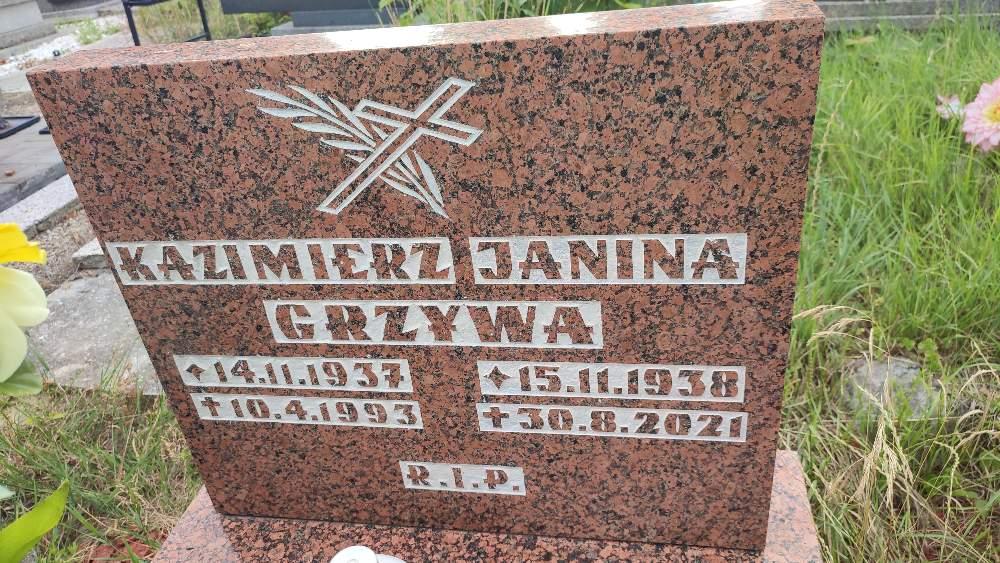 KAZIMIERZ JANINA
GRZYWA
14.11.1937 15.11.1938
10.4.1993 30.8.2021
R.I.P.